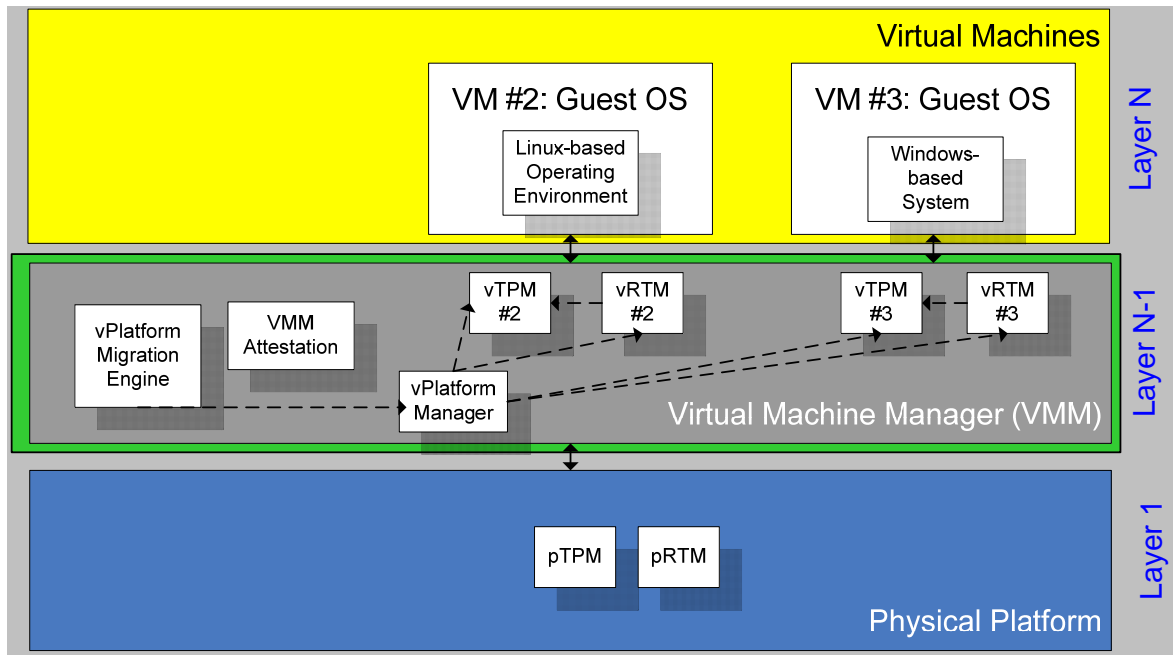 Virtual Machines
VM #2: Guest OS
Linux-based
Operating
Environment
VM #3: Guest OS
Windows-
based
System
Layer N
vPlatform
Migration
Engine
VMM
Attestation
vTPM
#2
vRTM
#2
vTPM
#3
vRTM
#3
vPlatform
Manager
Virtual Machine Manager (VMM)
Layer N-1
pTPM
pRTM
Physical Platform
Layer 1